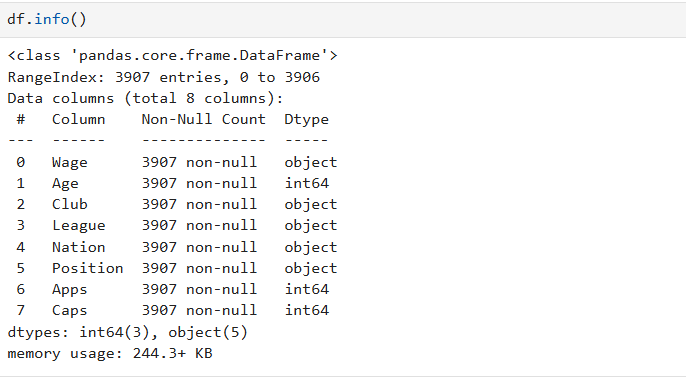 df.info()
<class 'pandas.core.frame.DataFrame'>
RangeIndex: 3907 entries, 0 to 3906
Data columns (total 8 columns):
 #   Column    Non-Null Count  Dtype
---  ------    --------------  -----
 0   Wage      3907 non-null   object
 1   Age       3907 non-null   int64
 2   Club      3907 non-null   object
 3   League    3907 non-null   object
 4   Nation    3907 non-null   object
 5   Position  3907 non-null   object
 6   Apps      3907 non-null   int64
 7   Caps      3907 non-null   int64
dtypes: int64(3), object(5)
memory usage: 244.3+ KB